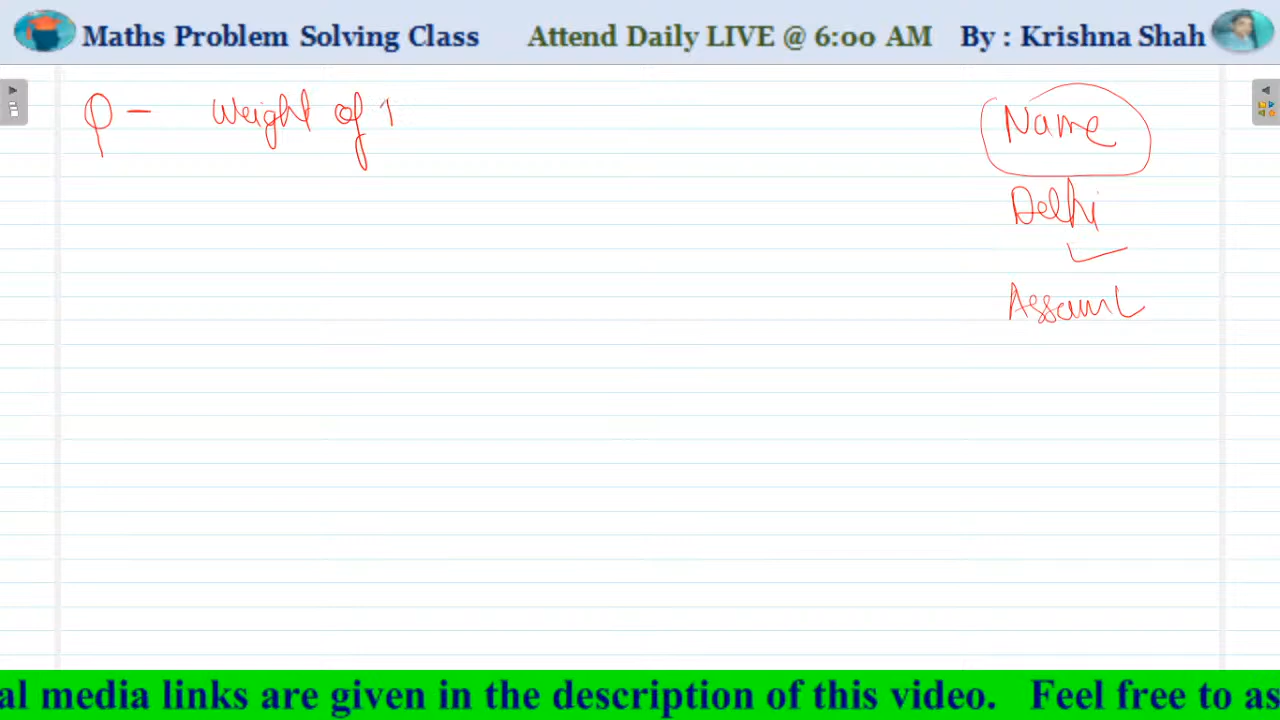 Maths Problem Solving Class Attend Daily LIVE @ 6:00 AM By : Krishna Shah
Q - Weight of 1
Name
Delhi
Assam
al media links are given in the description of this video. Feel free to as